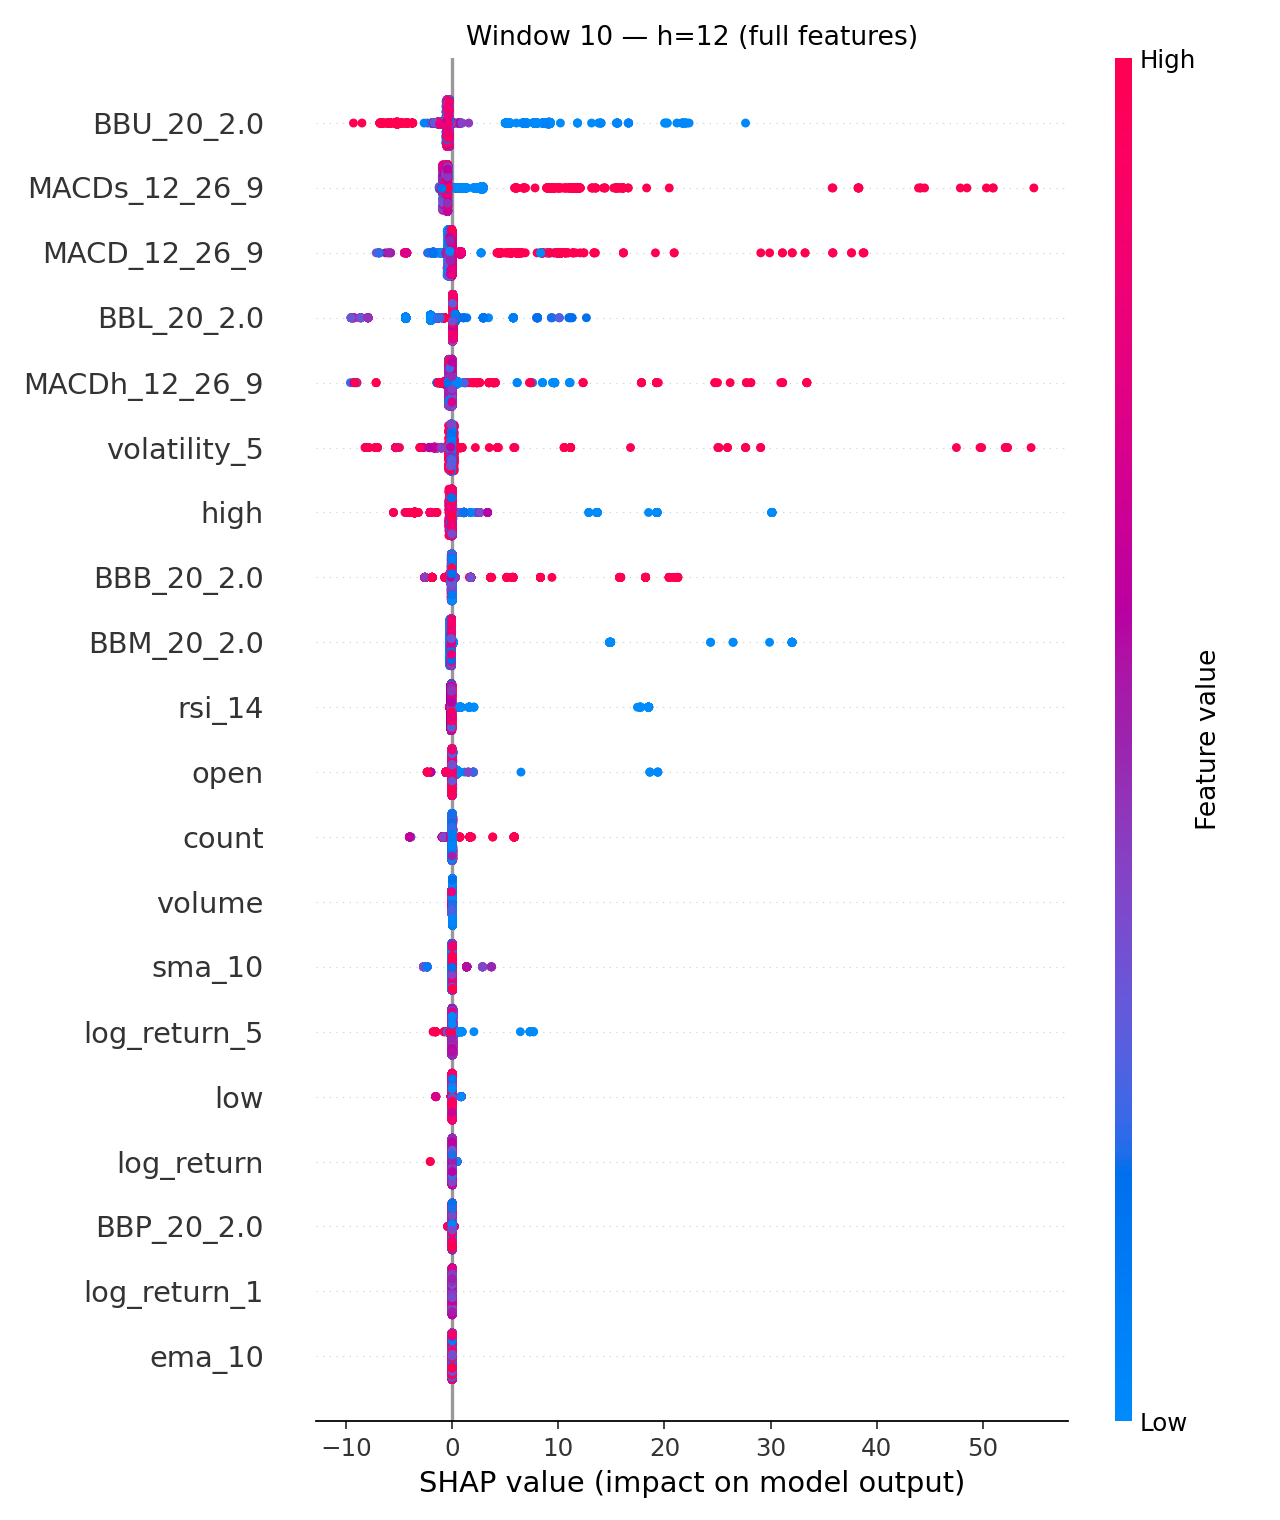 Window 10 — h=12 (full features)
High
BBU_20_2.0
MACDs_12_26_9
MACD_12_26_9
BBL_20_2.0
MACDh_12_26_9
volatility_5
high
BBB_20_2.0
BBM_20_2.0
rsi_14
open
count
volume
sma_10
log_return_5
low
log_return
BBP_20_2.0
log_return_1
ema_10
Feature value
Low
−10 0 10 20 30 40 50
SHAP value (impact on model output)